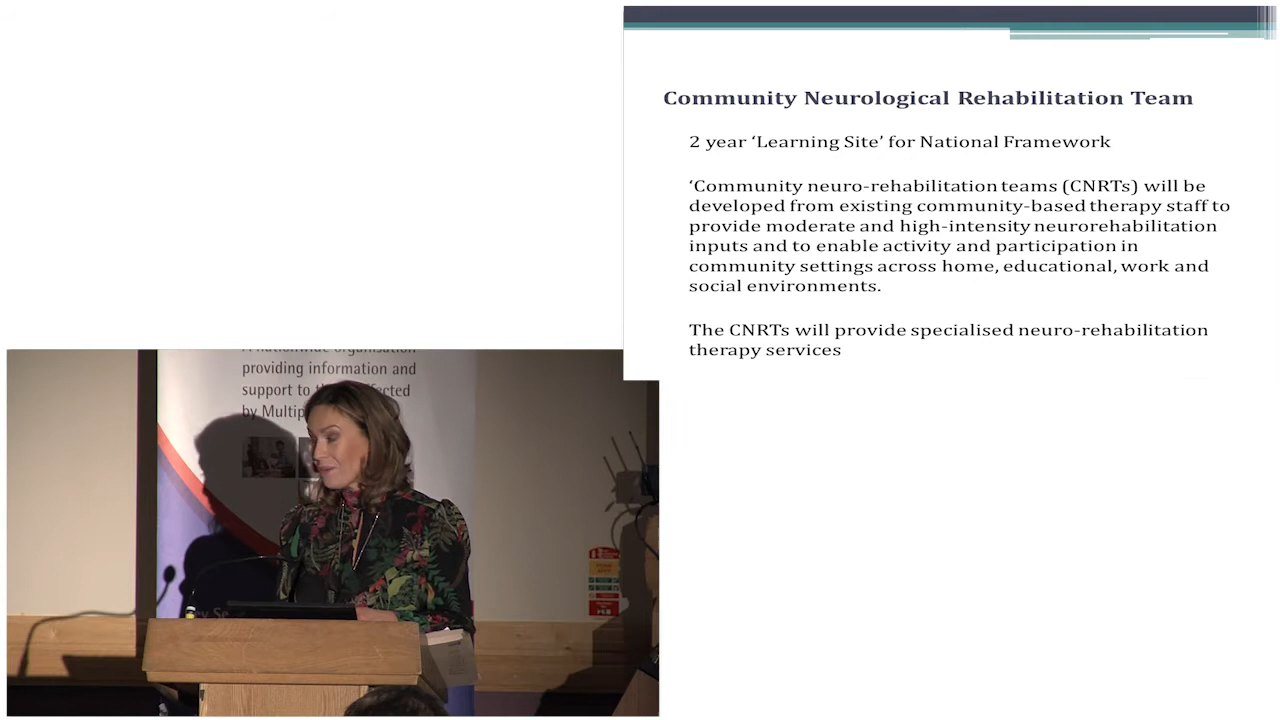 Community Neurological Rehabilitation Team
2 year ‘Learning Site’ for National Framework
‘Community neuro-rehabilitation teams (CNRTs) will be
developed from existing community-based therapy staff to
provide moderate and high-intensity neurorehabilitation
inputs and to enable activity and participation in
community settings across home, educational, work and
social environments.
The CNRTs will provide specialised neuro-rehabilitation
therapy services
A nationwide organisation
providing information and
support to
by